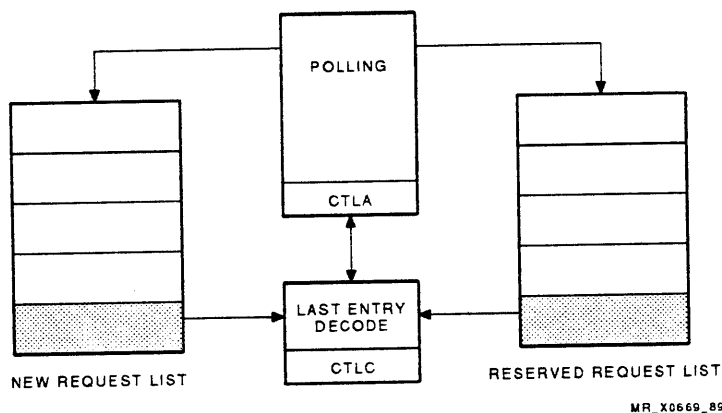 POLLING
CTLA
LAST ENTRY
DECODE
CTLC
NEW REQUEST LIST
RESERVED REQUEST LIST
MR_X0669_89